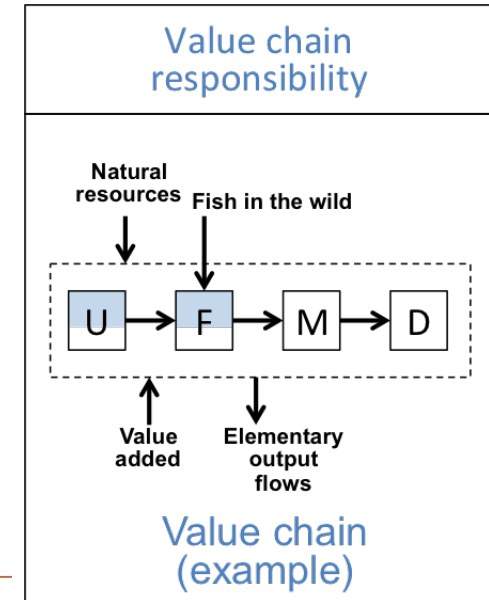 Value chain
responsibility
Natural
resources
Fish in the wild
U
F
M
D
Value
added
Elementary
output
flows
Value chain
(example)